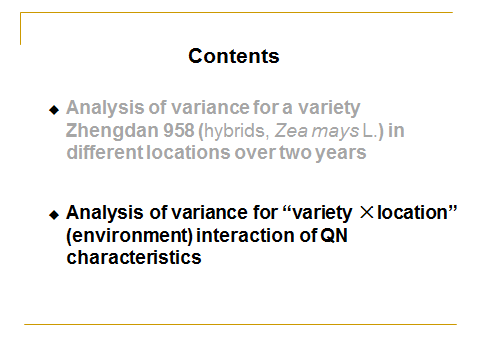 Contents
◆ Analysis of variance for a variety
Zhengdan 958 (hybrids, Zea mays L.) in
different locations over two years
◆ Analysis of variance for “variety ×location”
(environment) interaction of QN
characteristics